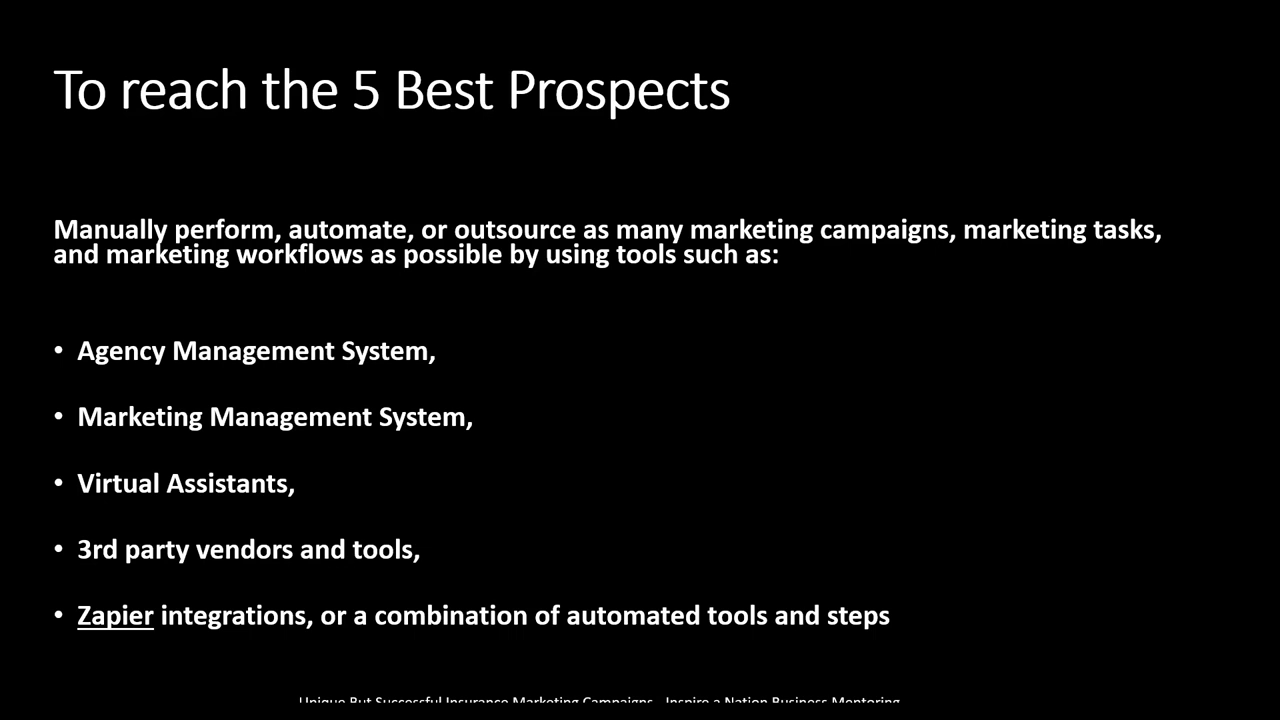 To reach the 5 Best Prospects
Manually perform, automate, or outsource as many marketing campaigns, marketing tasks,
and marketing workflows as possible by using tools such as:
• Agency Management System,
• Marketing Management System,
• Virtual Assistants,
• 3rd party vendors and tools,
• Zapier integrations, or a combination of automated tools and steps
Unique But Successful Insurance Marketing Campaigns - Inspire a Nation Business Mentoring